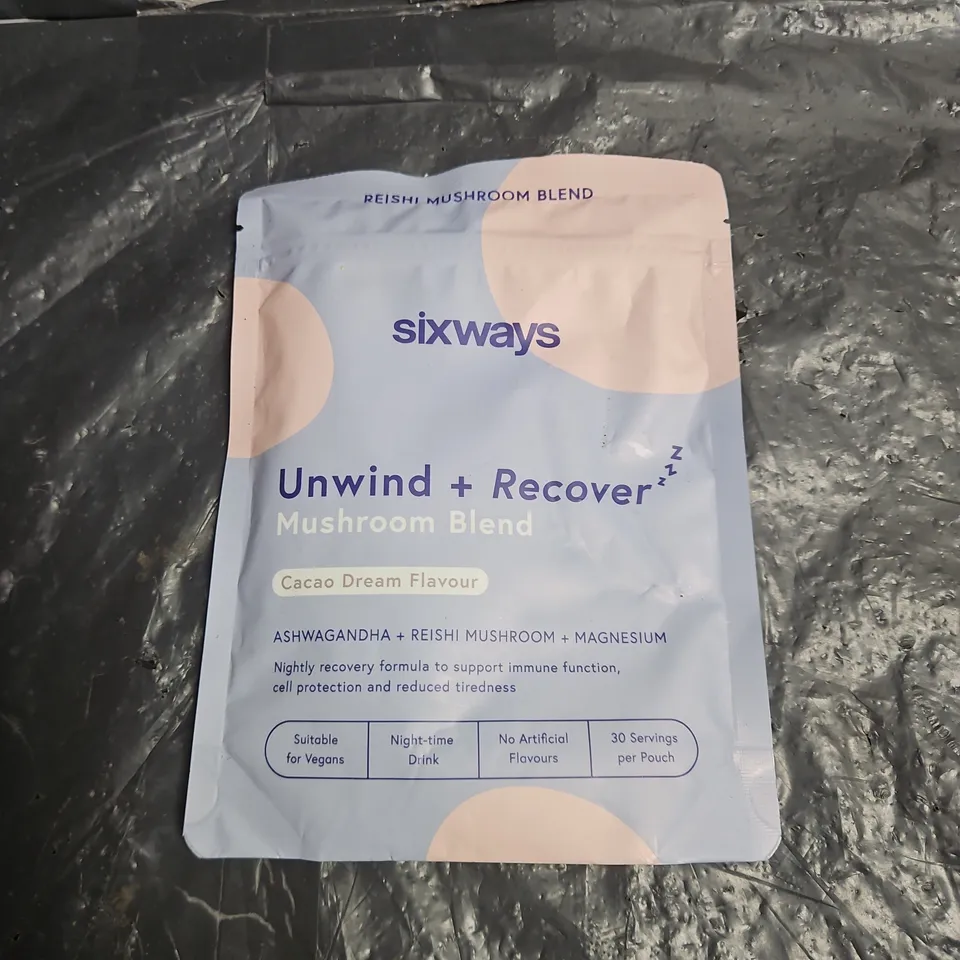 REISHI MUSHROOM BLEND
sixways
Unwind + Recover zzz
Mushroom Blend
Cacao Dream Flavour
ASHWAGANDHA + REISHI MUSHROOM + MAGNESIUM
Nightly recovery formula to support immune function,
cell protection and reduced tiredness
Suitable for Vegans
Night-time Drink
No Artificial Flavours
30 Servings per Pouch